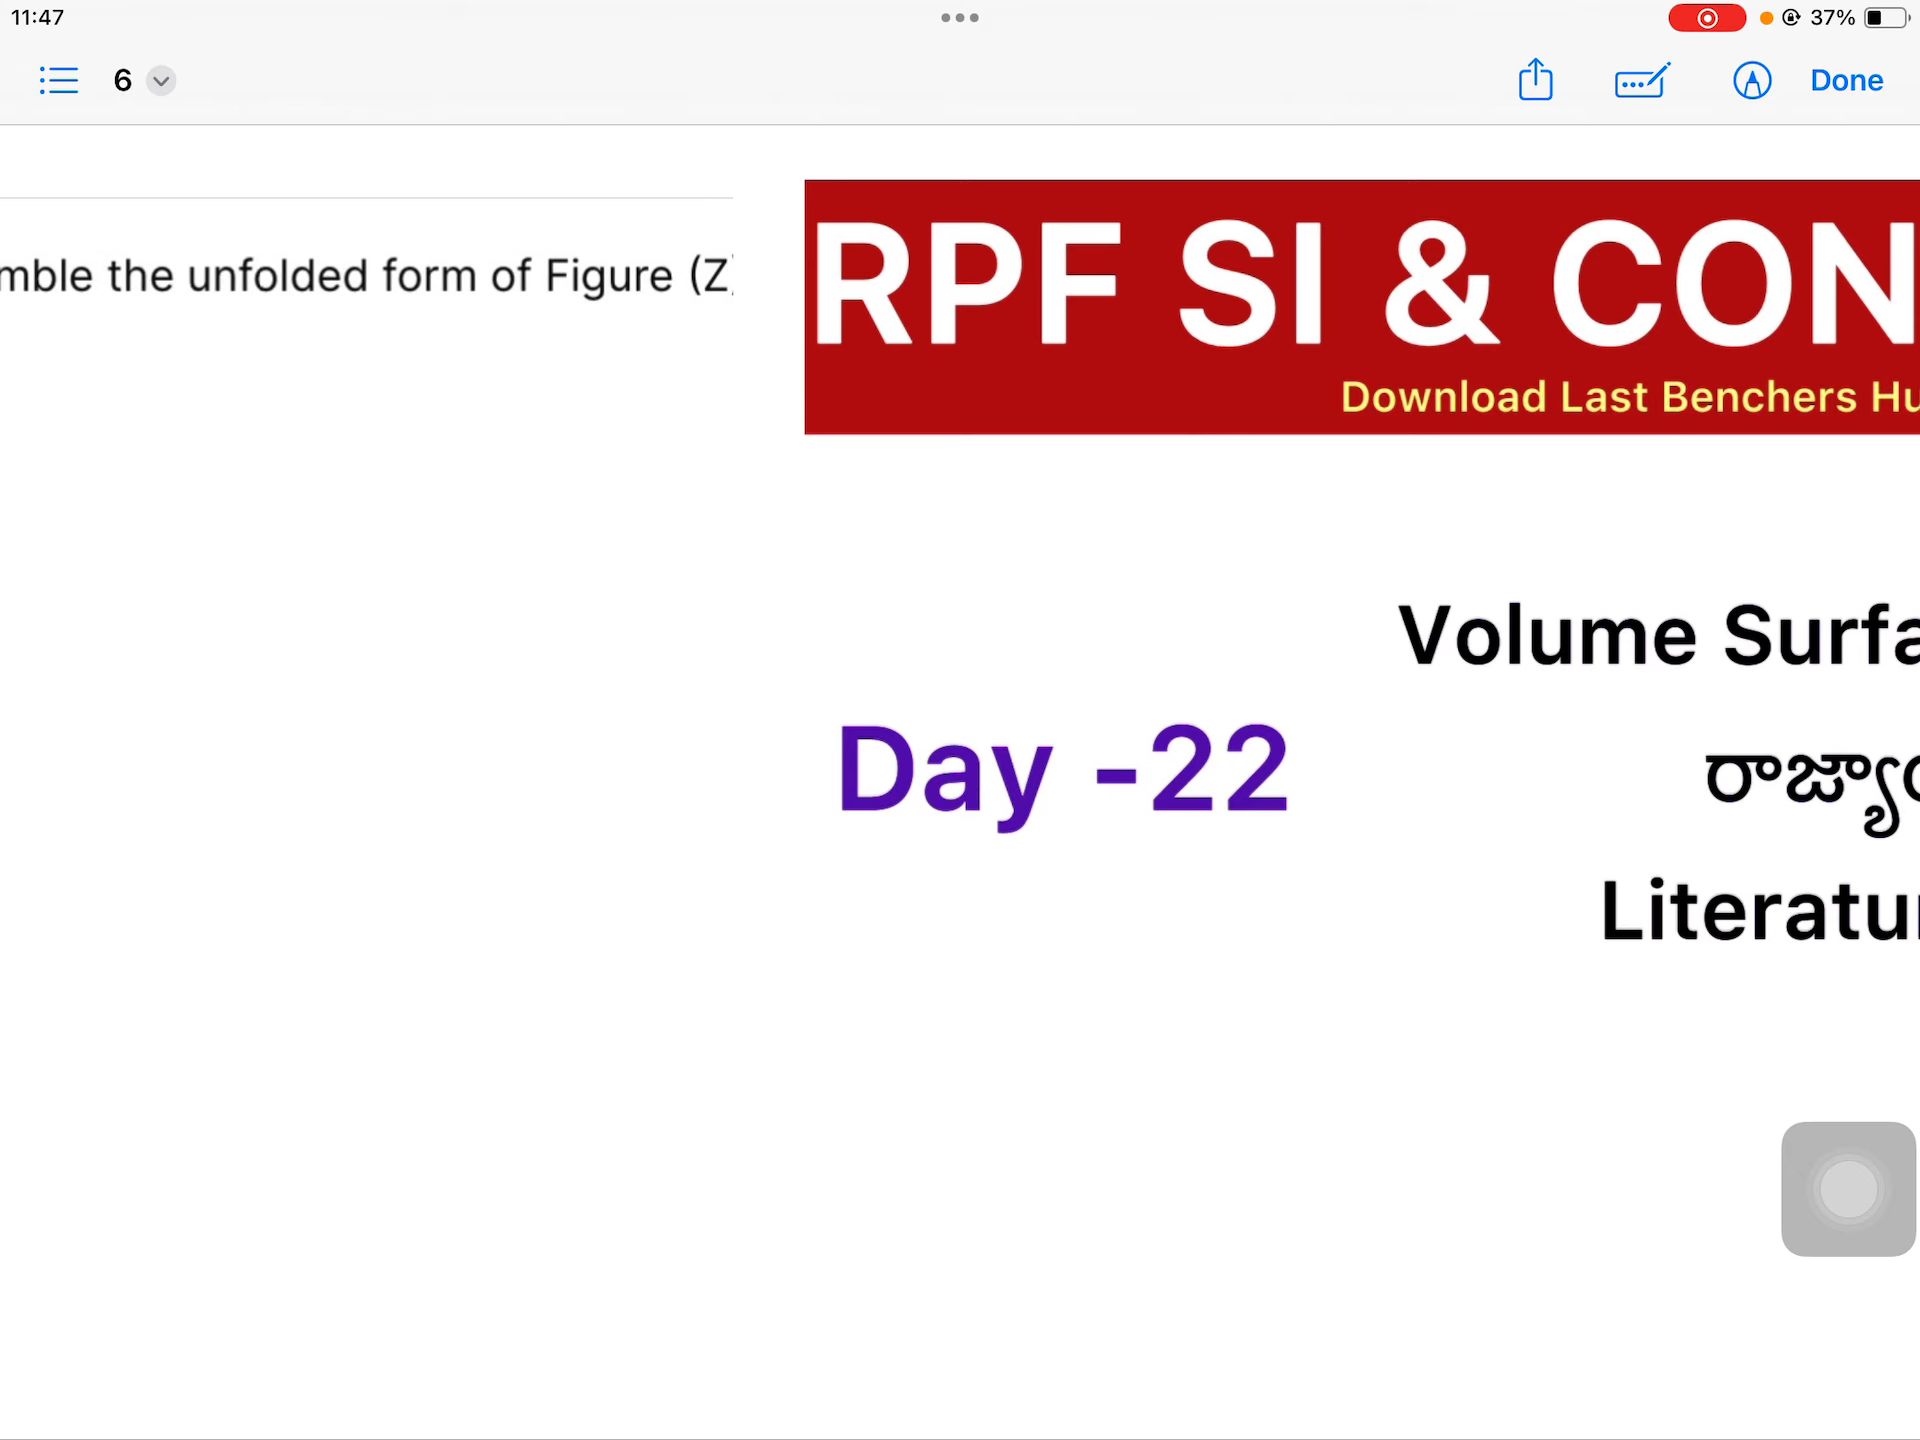 11:47
37%
6
Done
mble the unfolded form of Figure (Z)
RPF SI & CON
Download Last Benchers Hu
Volume Surfa
Day -22
రాజ్యా
Literatu